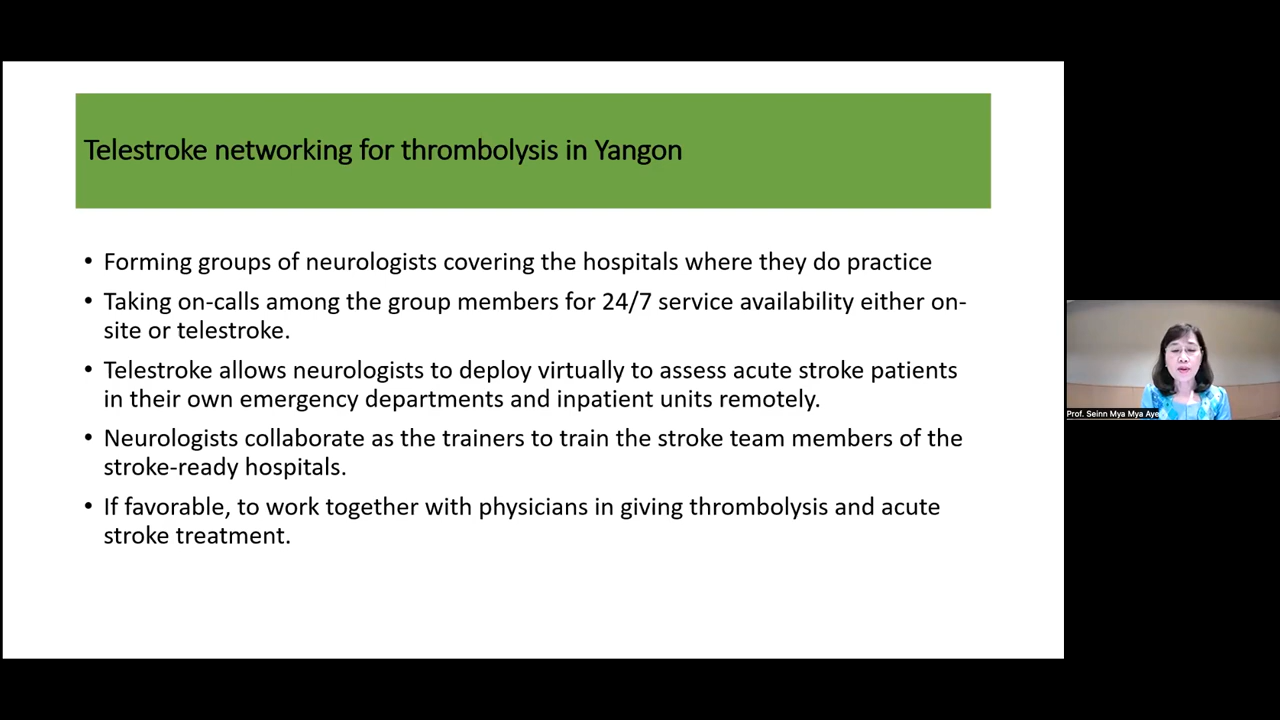 Telestroke networking for thrombolysis in Yangon
• Forming groups of neurologists covering the hospitals where they do practice
• Taking on-calls among the group members for 24/7 service availability either on-
site or telestroke.
• Telestroke allows neurologists to deploy virtually to assess acute stroke patients
in their own emergency departments and inpatient units remotely.
• Neurologists collaborate as the trainers to train the stroke team members of the
stroke-ready hospitals.
• If favorable, to work together with physicians in giving thrombolysis and acute
stroke treatment.
Prof. Seinn Mya Mya Aye